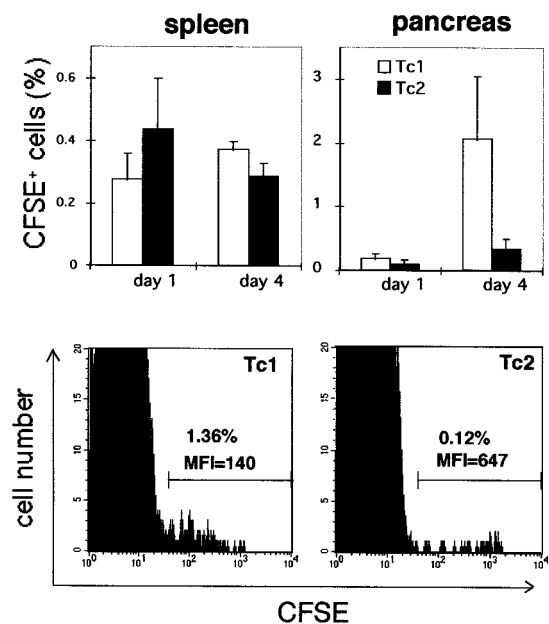 spleen
pancreas
CFSE+ cells (%)
0.6
0.4
0.2
0
day 1
day 4
3
2
1
0
Tc1
Tc2
day 1
day 4
cell number
20
15
10
5
0
Tc1
1.36%
MFI=140
10⁰ 10¹ 10² 10³ 10⁴
20
15
10
5
0
Tc2
0.12%
MFI=647
10⁰ 10¹ 10² 10³ 10⁴
CFSE